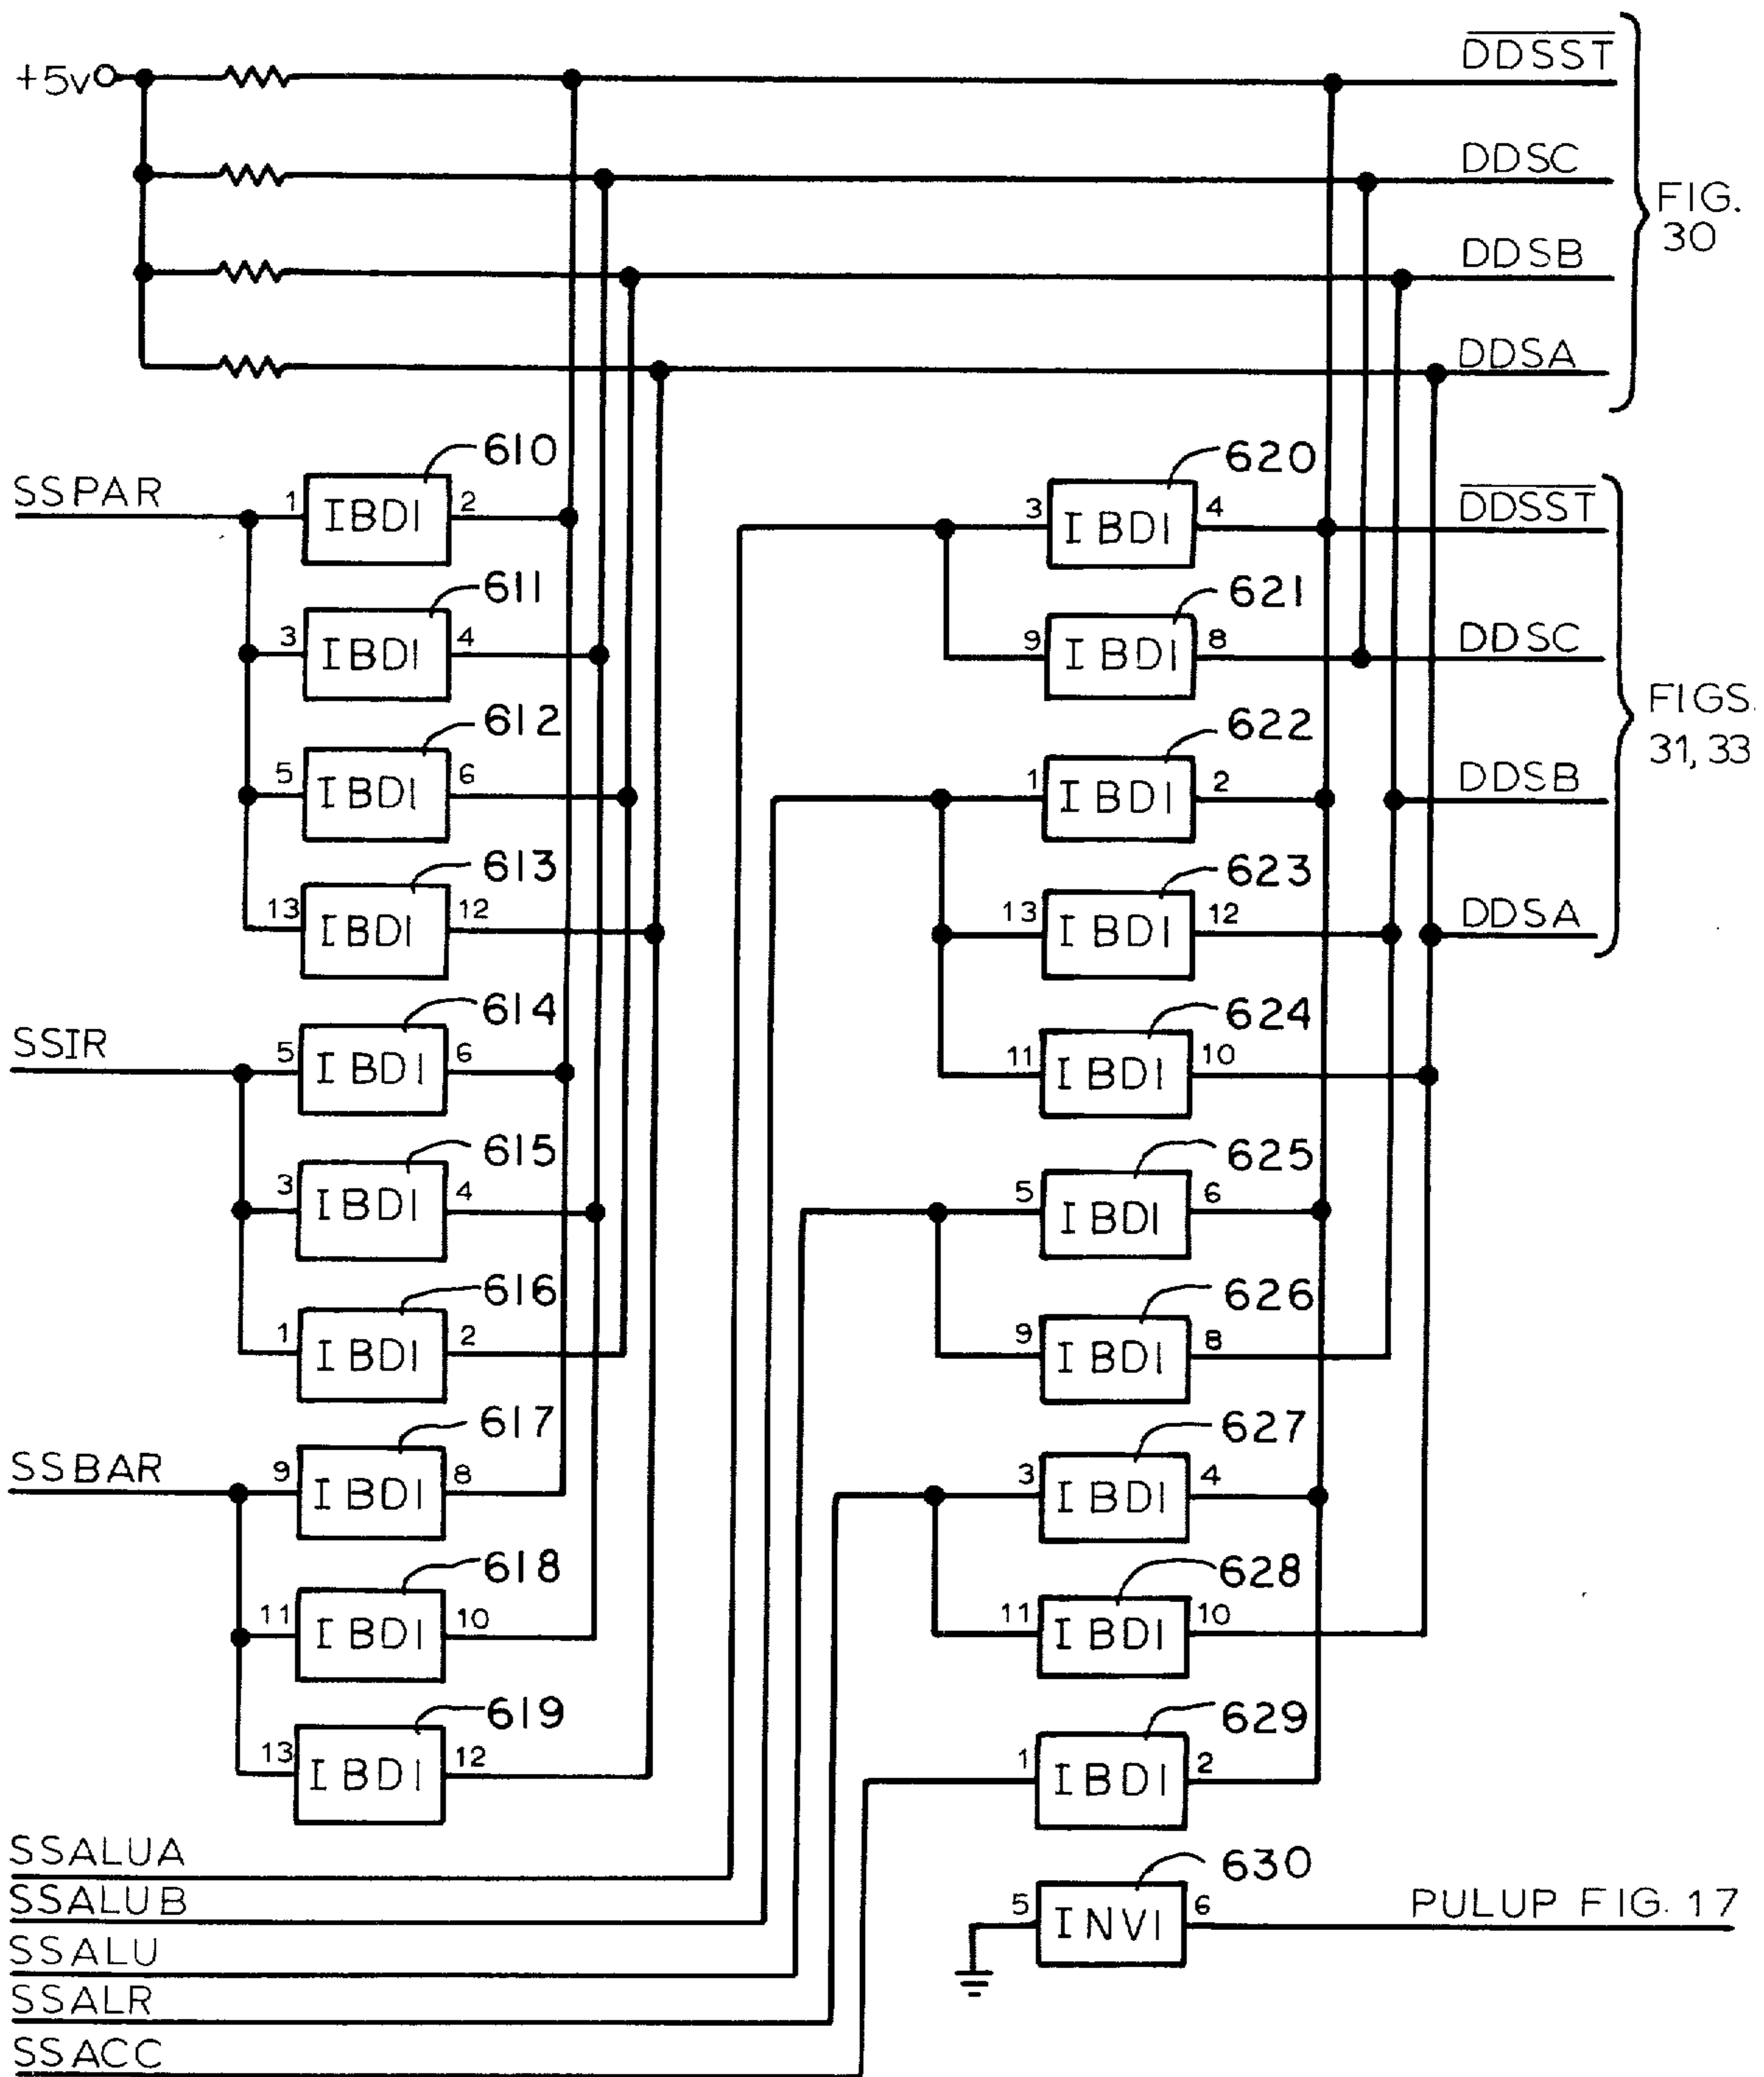 +5v
DDSST
DDSC
DDSB
DDSA
FIG.
30
SSPAR
1 IBDI 2 610
3 IBDI 4 611
5 IBDI 6 612
13 IBDI 12 613
SSIR
5 IBDI 6 614
3 IBDI 4 615
1 IBDI 2 616
SSBAR
9 IBDI 8 617
11 IBDI 10 618
13 IBDI 12 619
3 IBDI 4 620
9 IBDI 8 621
1 IBDI 2 622
13 IBDI 12 623
11 IBDI 10 624
5 IBDI 6 625
9 IBDI 8 626
3 IBDI 4 627
11 IBDI 10 628
1 IBDI 2 629
DDSST
DDSC
DDSB
DDSA
FIGS.
31, 33
SSALUA
SSALUB
SSALU
SSALR
SSACC
5 INVI 6 630
PULUP FIG. 17